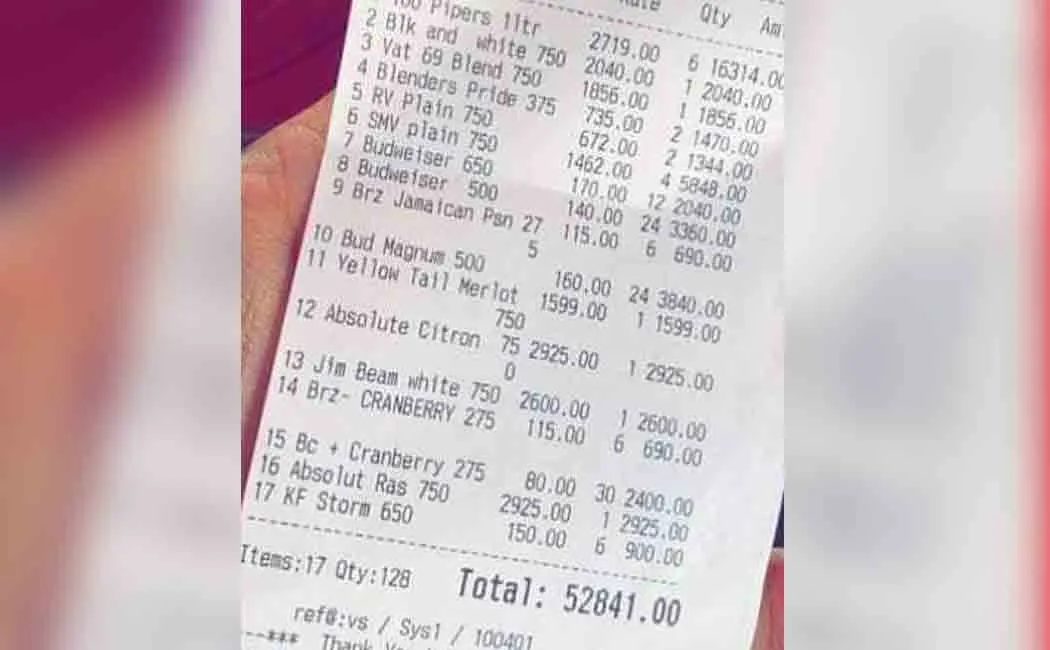 Rate Qty Am
100 Pipers 1ltr 2719.00 6 16314.00
2 Blk and white 750 2040.00 1 2040.00
3 Vat 69 Blend 750 1856.00 1 1856.00
4 Blenders Pride 375 735.00 2 1470.00
5 RV Plain 750 672.00 2 1344.00
6 SMV plain 750 1462.00 4 5848.00
7 Budweiser 650 170.00 12 2040.00
8 Budweiser 500 140.00 24 3360.00
9 Brz Jamaican Psn 27 115.00 6 690.00
5
10 Bud Magnum 500 160.00 24 3840.00
11 Yellow Tail Merlot 1599.00 1 1599.00
750
12 Absolute Citron 75 2925.00 1 2925.00
0
13 Jim Beam white 750 2600.00 1 2600.00
14 Brz- CRANBERRY 275 115.00 6 690.00
15 Bc + Cranberry 275 80.00 30 2400.00
16 Absolut Ras 750 2925.00 1 2925.00
17 KF Storm 650 150.00 6 900.00
Items:17 Qty:128 Total: 52841.00
ref@:vs / Sys1 / 100401
--*** Thank